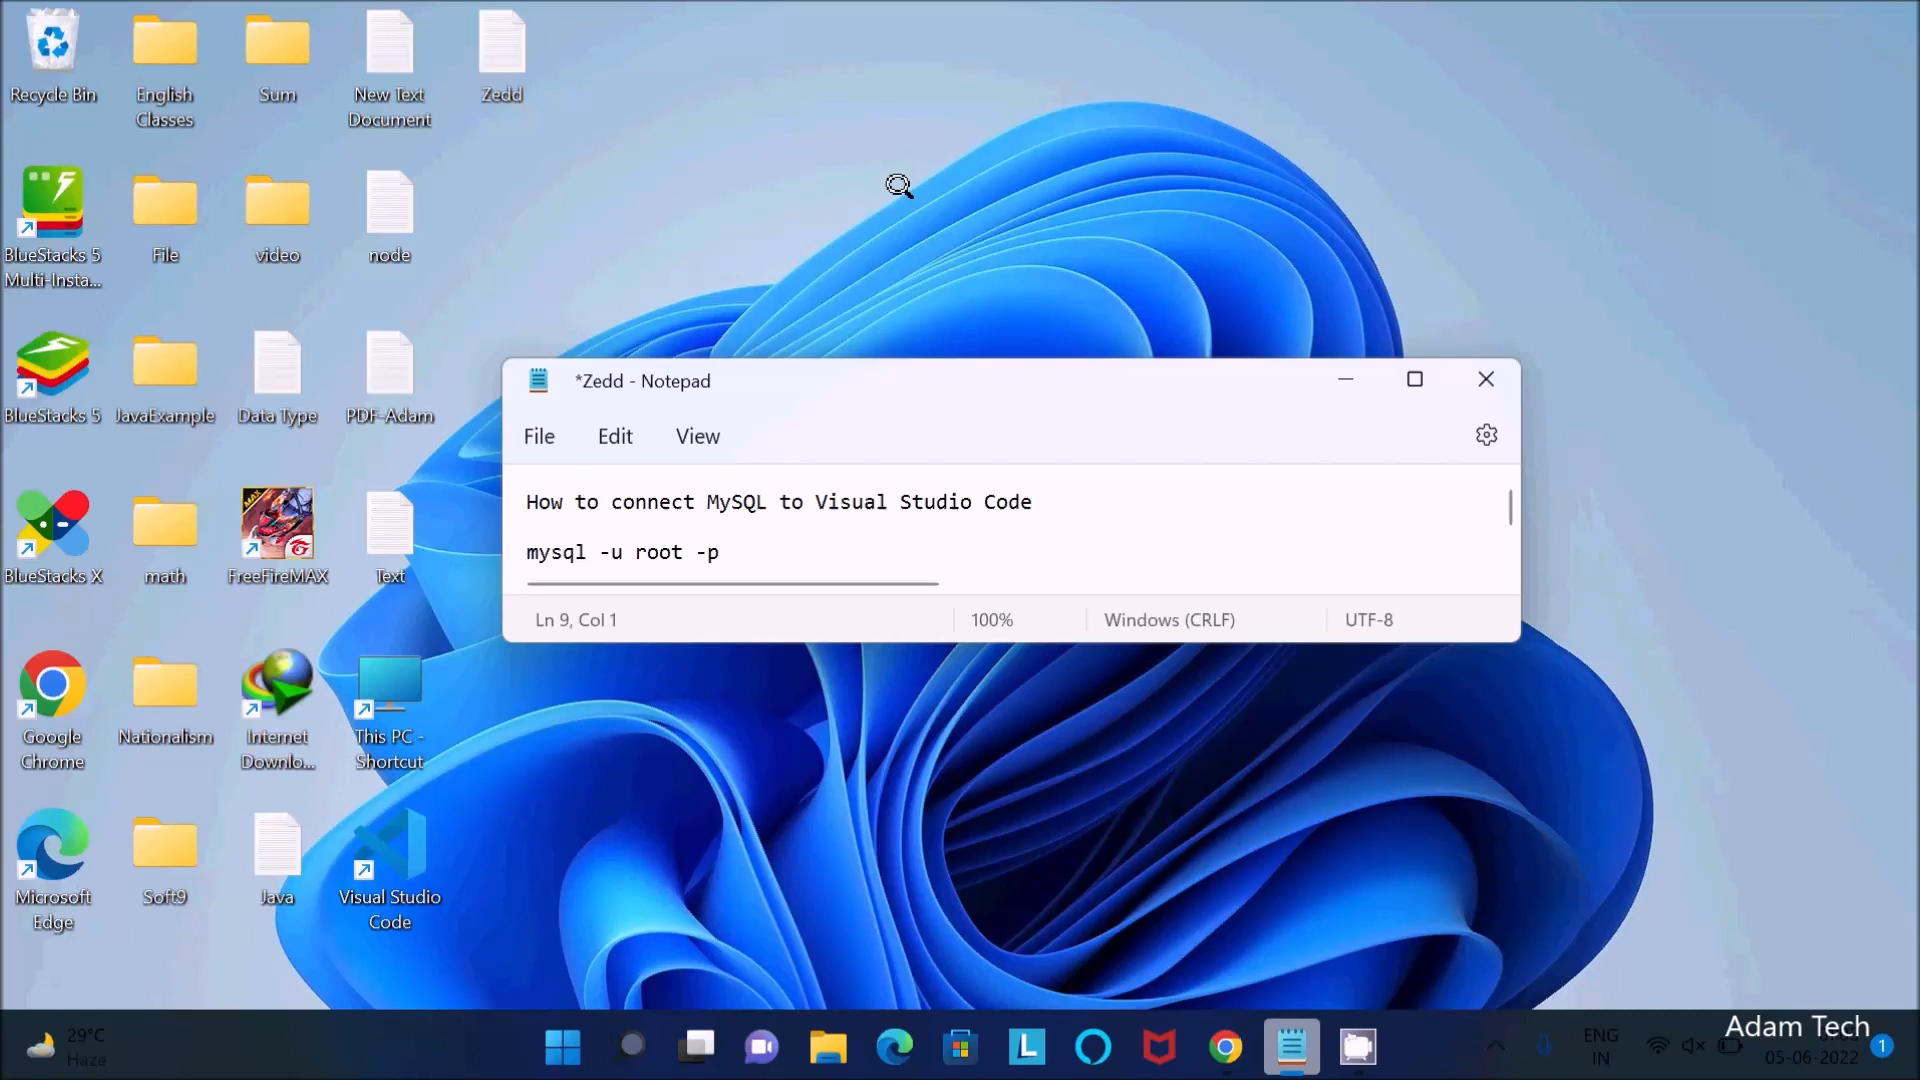 Recycle Bin
English
Classes
Sum
New Text
Document
Zedd
BlueStacks 5
Multi-Insta...
File
video
node
BlueStacks 5
JavaExample
Data Type
PDF-Adam
BlueStacks X
math
MAX
FreeFireMAX
Text
Google
Chrome
Nationalism
Internet
Downlo...
This PC -
Shortcut
Microsoft
Edge
Soft9
Java
Visual Studio
Code
*Zedd - Notepad
File Edit View
How to connect MySQL to Visual Studio Code
mysql -u root -p
Ln 9, Col 1
100%
Windows (CRLF)
UTF-8
29°C
Haze
L
ENG
IN
Adam Tech
05-06-2022
1